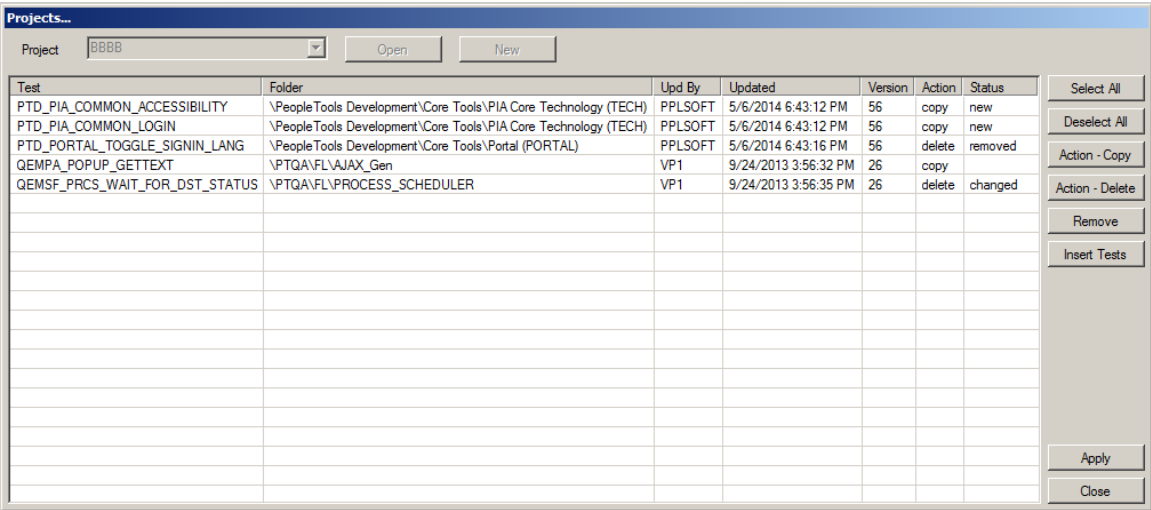 Projects...
Project BBBB Open New
Test Folder Upd By Updated Version Action Status
PTD_PIA_COMMON_ACCESSIBILITY \PeopleTools Development\Core Tools\PIA Core Technology (TECH) PPLSOFT 5/6/2014 6:43:12 PM 56 copy new
PTD_PIA_COMMON_LOGIN \PeopleTools Development\Core Tools\PIA Core Technology (TECH) PPLSOFT 5/6/2014 6:43:12 PM 56 copy new
PTD_PORTAL_TOGGLE_SIGNIN_LANG \PeopleTools Development\Core Tools\Portal (PORTAL) PPLSOFT 5/6/2014 6:43:16 PM 56 delete removed
QEMPA_POPUP_GETTEXT \PTQA\FL\AJAX_Gen VP1 9/24/2013 3:56:32 PM 26 copy
QEMSF_PRCS_WAIT_FOR_DST_STATUS \PTQA\FL\PROCESS_SCHEDULER VP1 9/24/2013 3:56:35 PM 26 delete changed
Select All
Deselect All
Action - Copy
Action - Delete
Remove
Insert Tests
Apply
Close